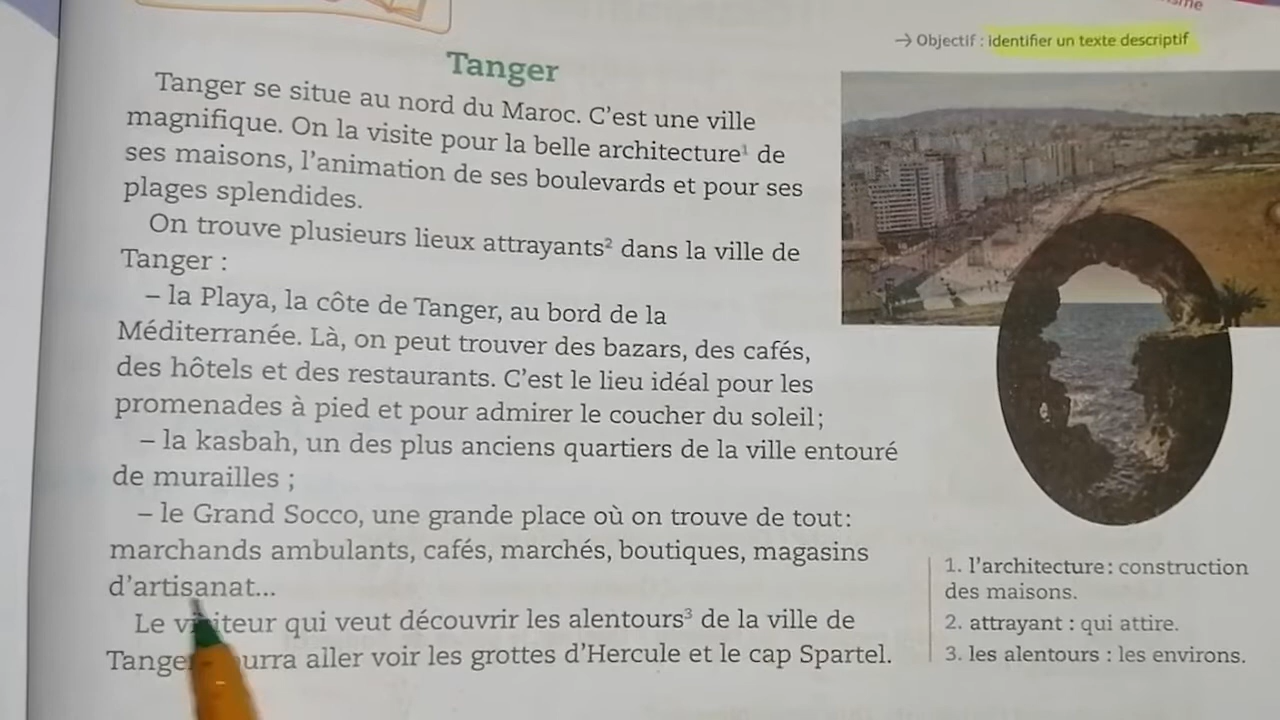 → Objectif : identifier un texte descriptif
Tanger
Tanger se situe au nord du Maroc. C'est une ville
magnifique. On la visite pour la belle architecture¹ de
ses maisons, l'animation de ses boulevards et pour ses
plages splendides.
On trouve plusieurs lieux attrayants² dans la ville de
Tanger :
– la Playa, la côte de Tanger, au bord de la
Méditerranée. Là, on peut trouver des bazars, des cafés,
des hôtels et des restaurants. C'est le lieu idéal pour les
promenades à pied et pour admirer le coucher du soleil;
– la kasbah, un des plus anciens quartiers de la ville entouré
de murailles ;
– le Grand Socco, une grande place où on trouve de tout:
marchands ambulants, cafés, marchés, boutiques, magasins
d'artisanat...
Le visiteur qui veut découvrir les alentours³ de la ville de
Tanger pourra aller voir les grottes d'Hercule et le cap Spartel.
1. l'architecture: construction
des maisons.
2. attrayant : qui attire.
3. les alentours : les environs.